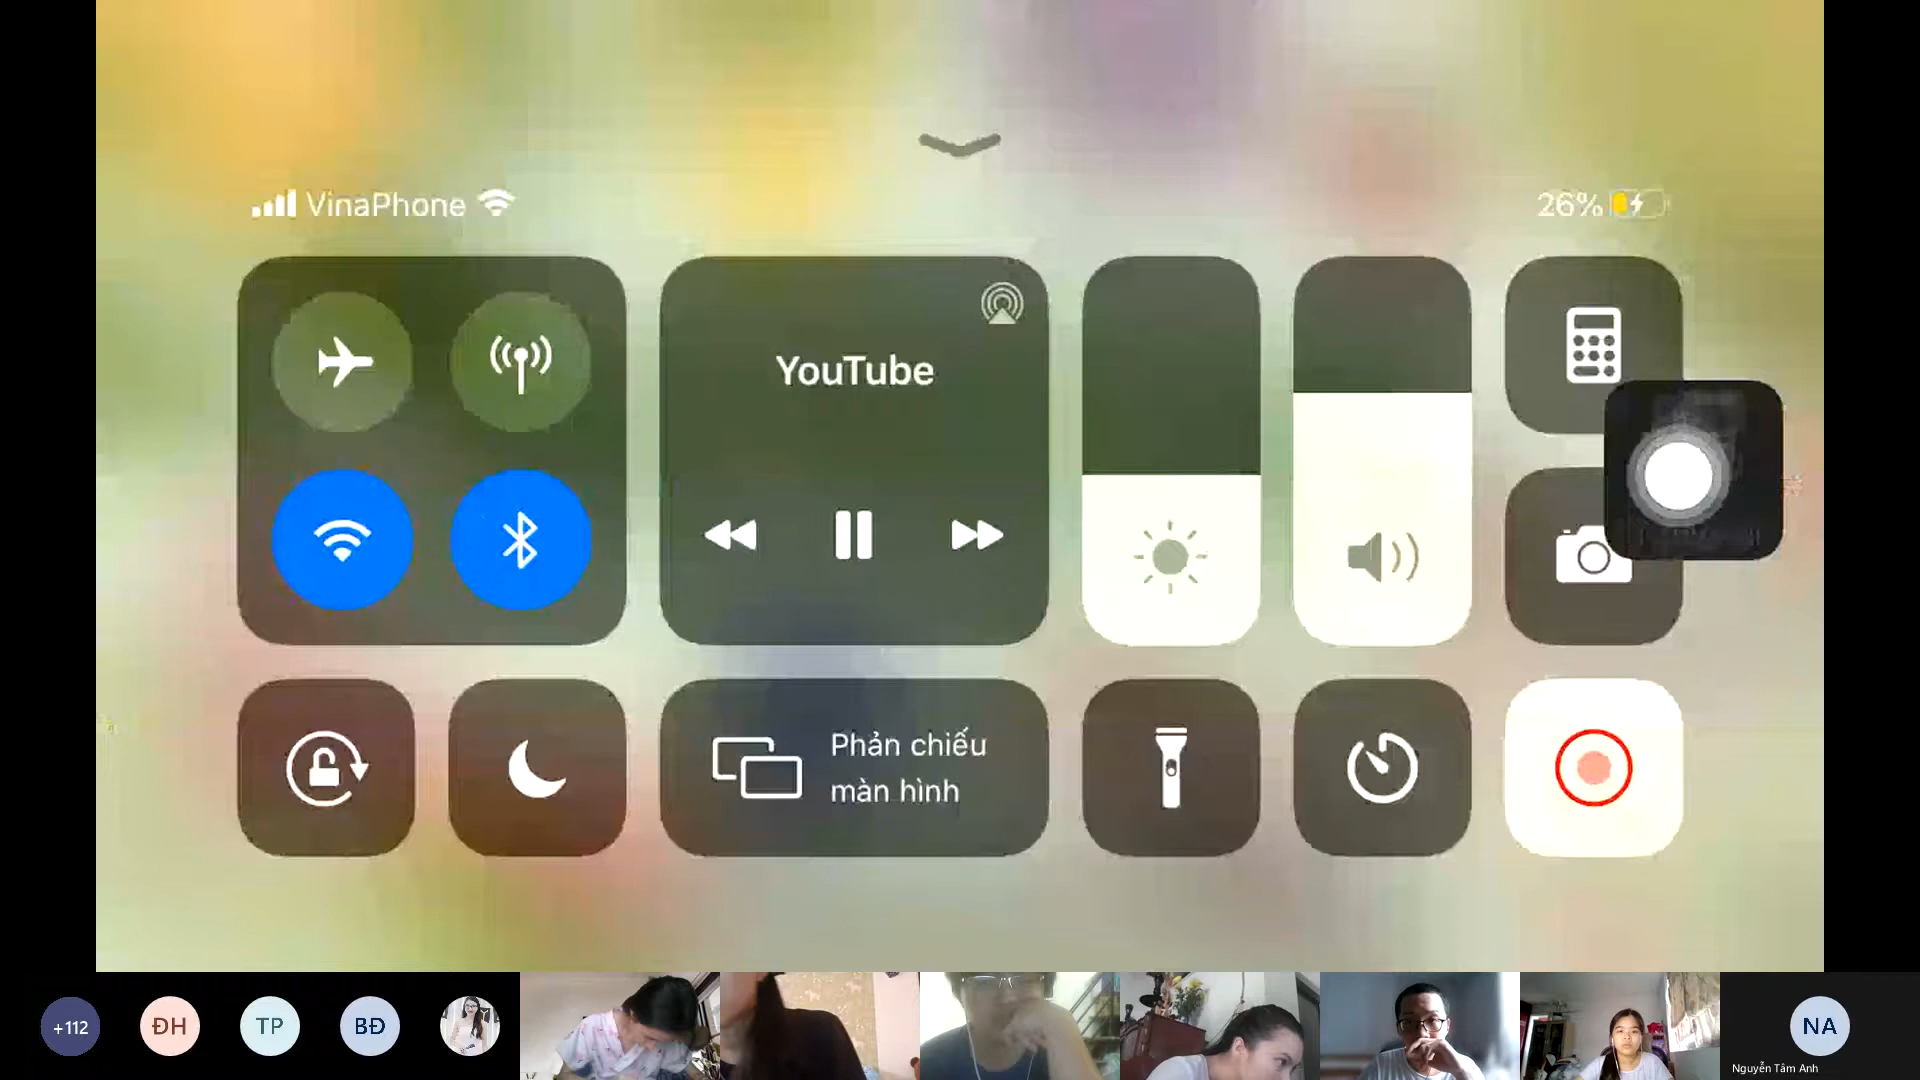 VinaPhone
26%
YouTube
Phản chiếu
màn hình
+112
ĐH
TP
BĐ
NA
Nguyễn Tâm Anh